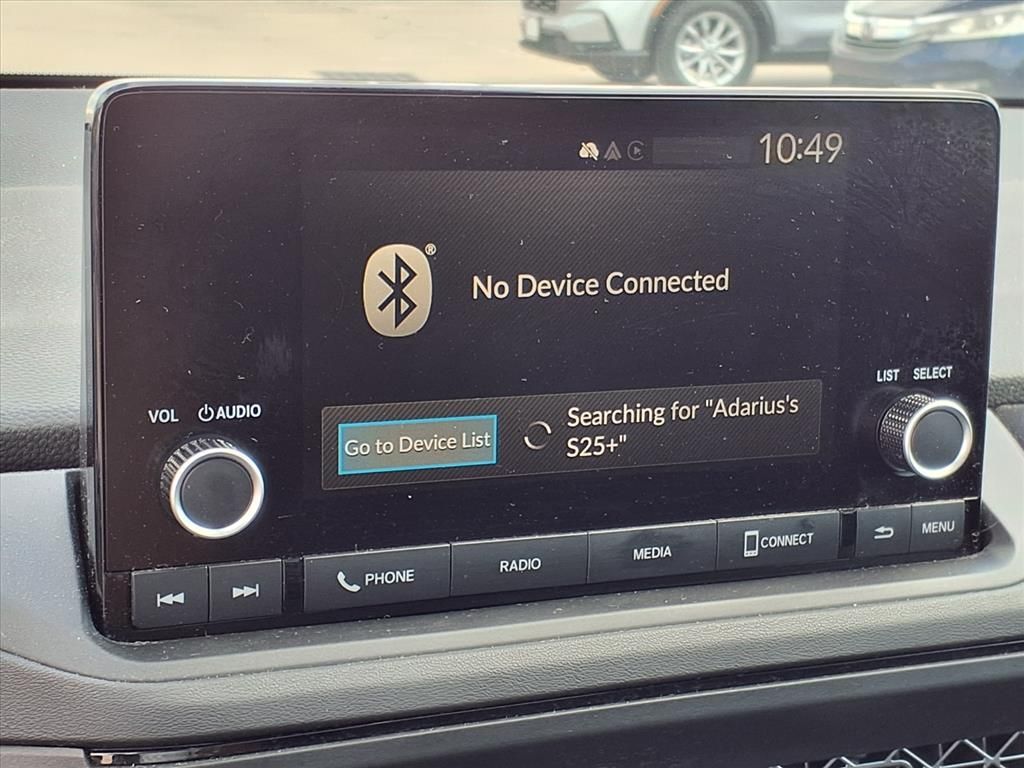 10:49
®
No Device Connected
LIST SELECT
VOL AUDIO
Go to Device List
Searching for "Adarius's
S25+"
PHONE
RADIO
MEDIA
CONNECT
MENU